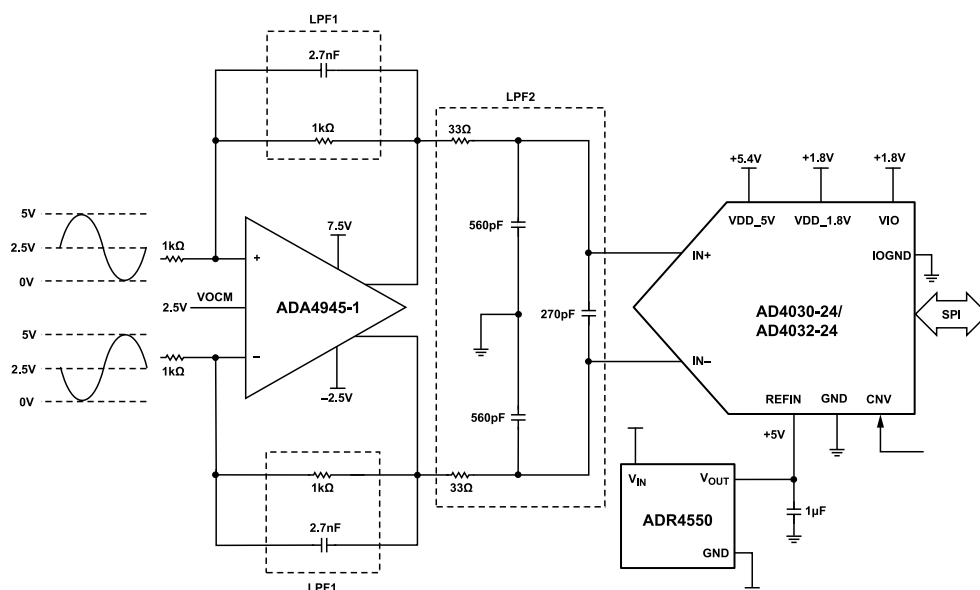 LPF1
2.7nF
1kΩ
LPF2
33Ω
+5.4V
+1.8V
+1.8V
VDD_5V
VDD_1.8V
VIO
5V
2.5V
0V
1kΩ
+
7.5V
560pF
IN+
IOGND
VOCM
2.5V
ADA4945-1
270pF
AD4030-24/
AD4032-24
SPI
5V
2.5V
0V
1kΩ
–
–2.5V
560pF
IN–
REFIN
GND
CNV
+5V
1kΩ
33Ω
VIN
VOUT
ADR4550
GND
1µF
2.7nF
LPF1